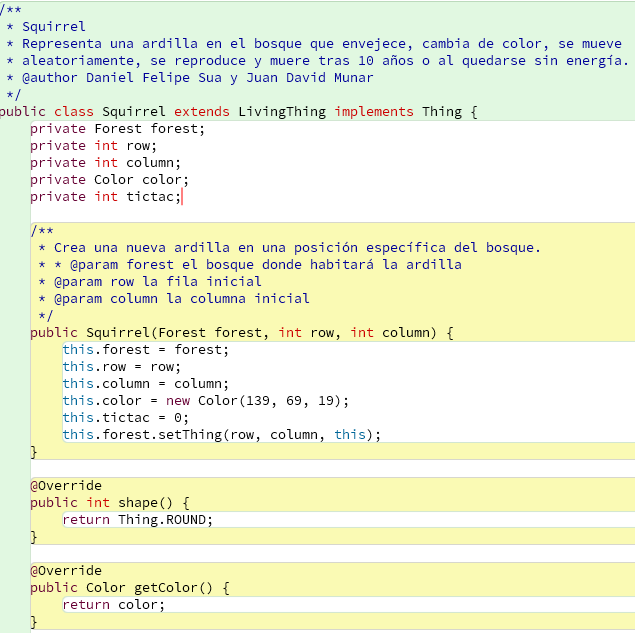 /**
 * Squirrel
 * Representa una ardilla en el bosque que envejece, cambia de color, se mueve
 * aleatoriamente, se reproduce y muere tras 10 años o al quedarse sin energía.
 * @author Daniel Felipe Sua y Juan David Munar
 */
public class Squirrel extends LivingThing implements Thing {
    private Forest forest;
    private int row;
    private int column;
    private Color color;
    private int tictac;
    /**
     * Crea una nueva ardilla en una posición específica del bosque.
     * * @param forest el bosque donde habitará la ardilla
     * @param row la fila inicial
     * @param column la columna inicial
     */
    public Squirrel(Forest forest, int row, int column) {
        this.forest = forest;
        this.row = row;
        this.column = column;
        this.color = new Color(139, 69, 19);
        this.tictac = 0;
        this.forest.setThing(row, column, this);
    }
    @Override
    public int shape() {
        return Thing.ROUND;
    }
    @Override
    public Color getColor() {
        return color;
    }